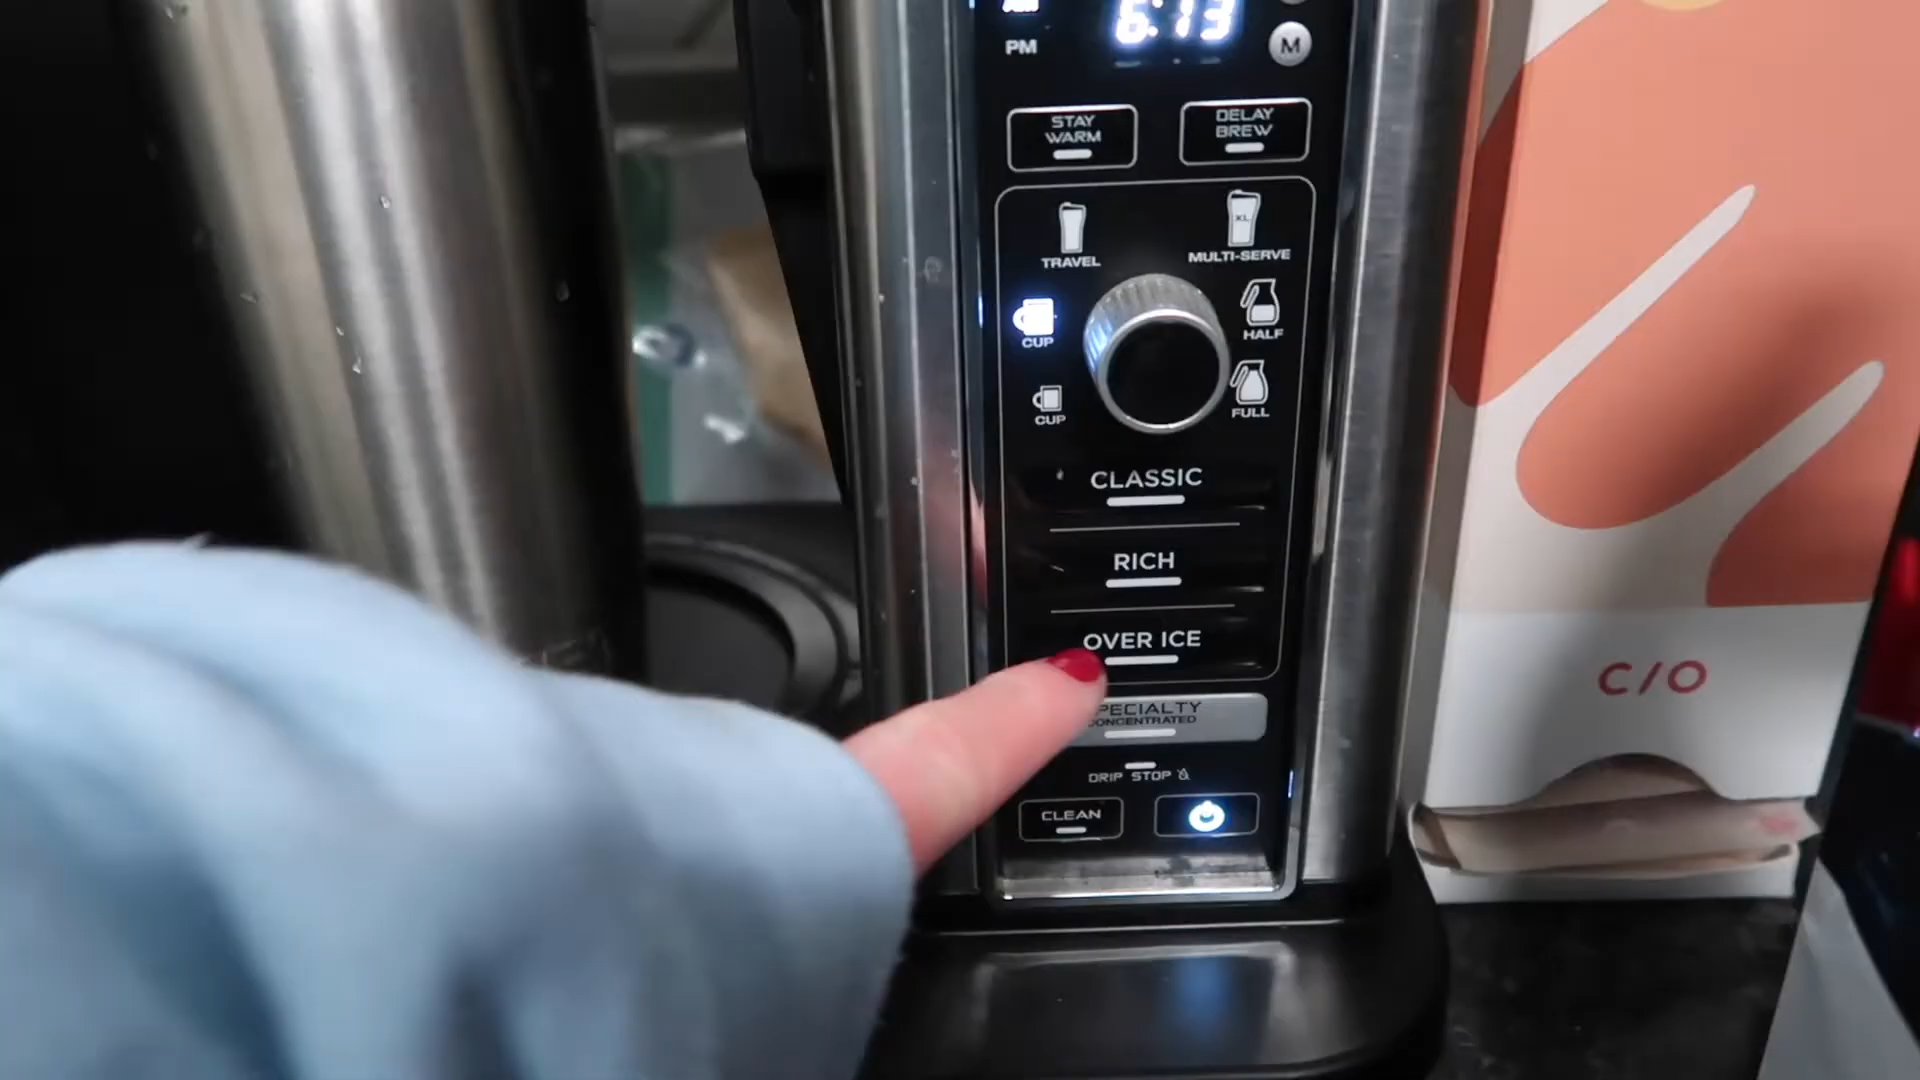 AM
6:13
PM
M
STAY
WARM
DELAY
BREW
TRAVEL
XL
MULTI-SERVE
CUP
HALF
CUP
FULL
CLASSIC
RICH
OVER ICE
PECIALTY
CONCENTRATED
DRIP STOP
CLEAN
C/O